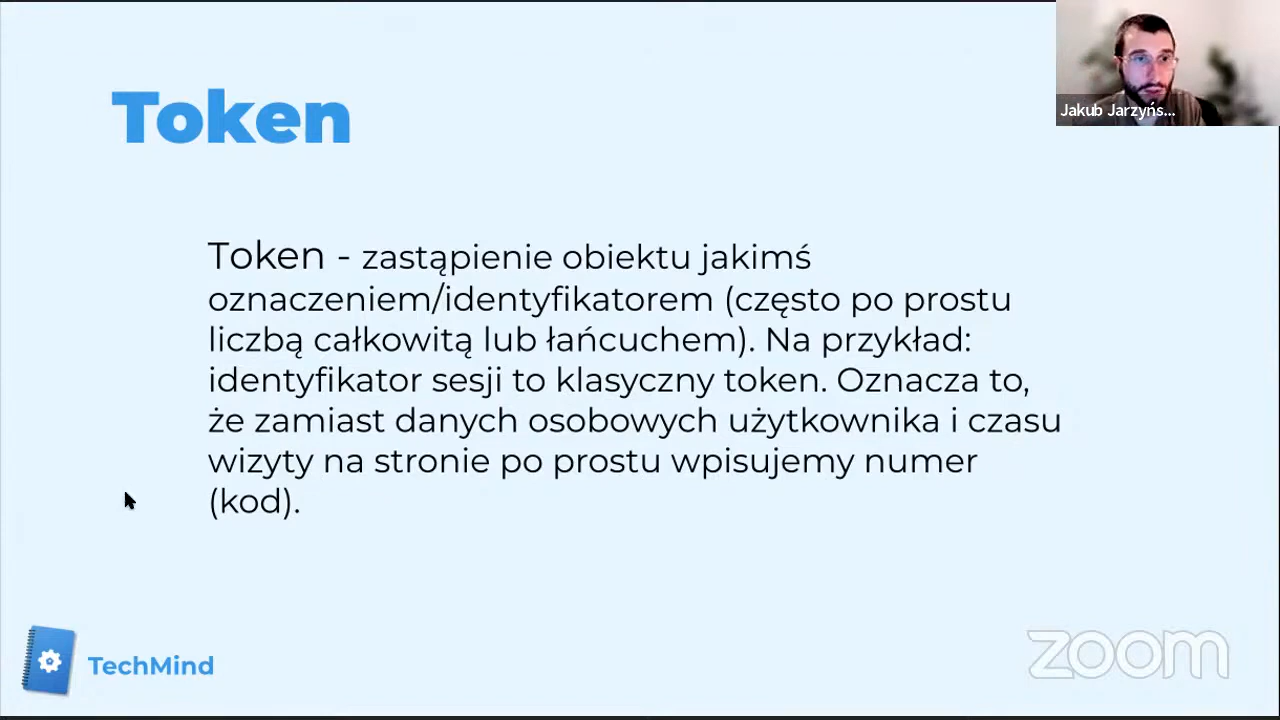 Token
Jakub Jarzyńs...
Token - zastąpienie obiektu jakimś
oznaczeniem/identyfikatorem (często po prostu
liczbą całkowitą lub łańcuchem). Na przykład:
identyfikator sesji to klasyczny token. Oznacza to,
że zamiast danych osobowych użytkownika i czasu
wizyty na stronie po prostu wpisujemy numer
(kod).
TechMind
zoom